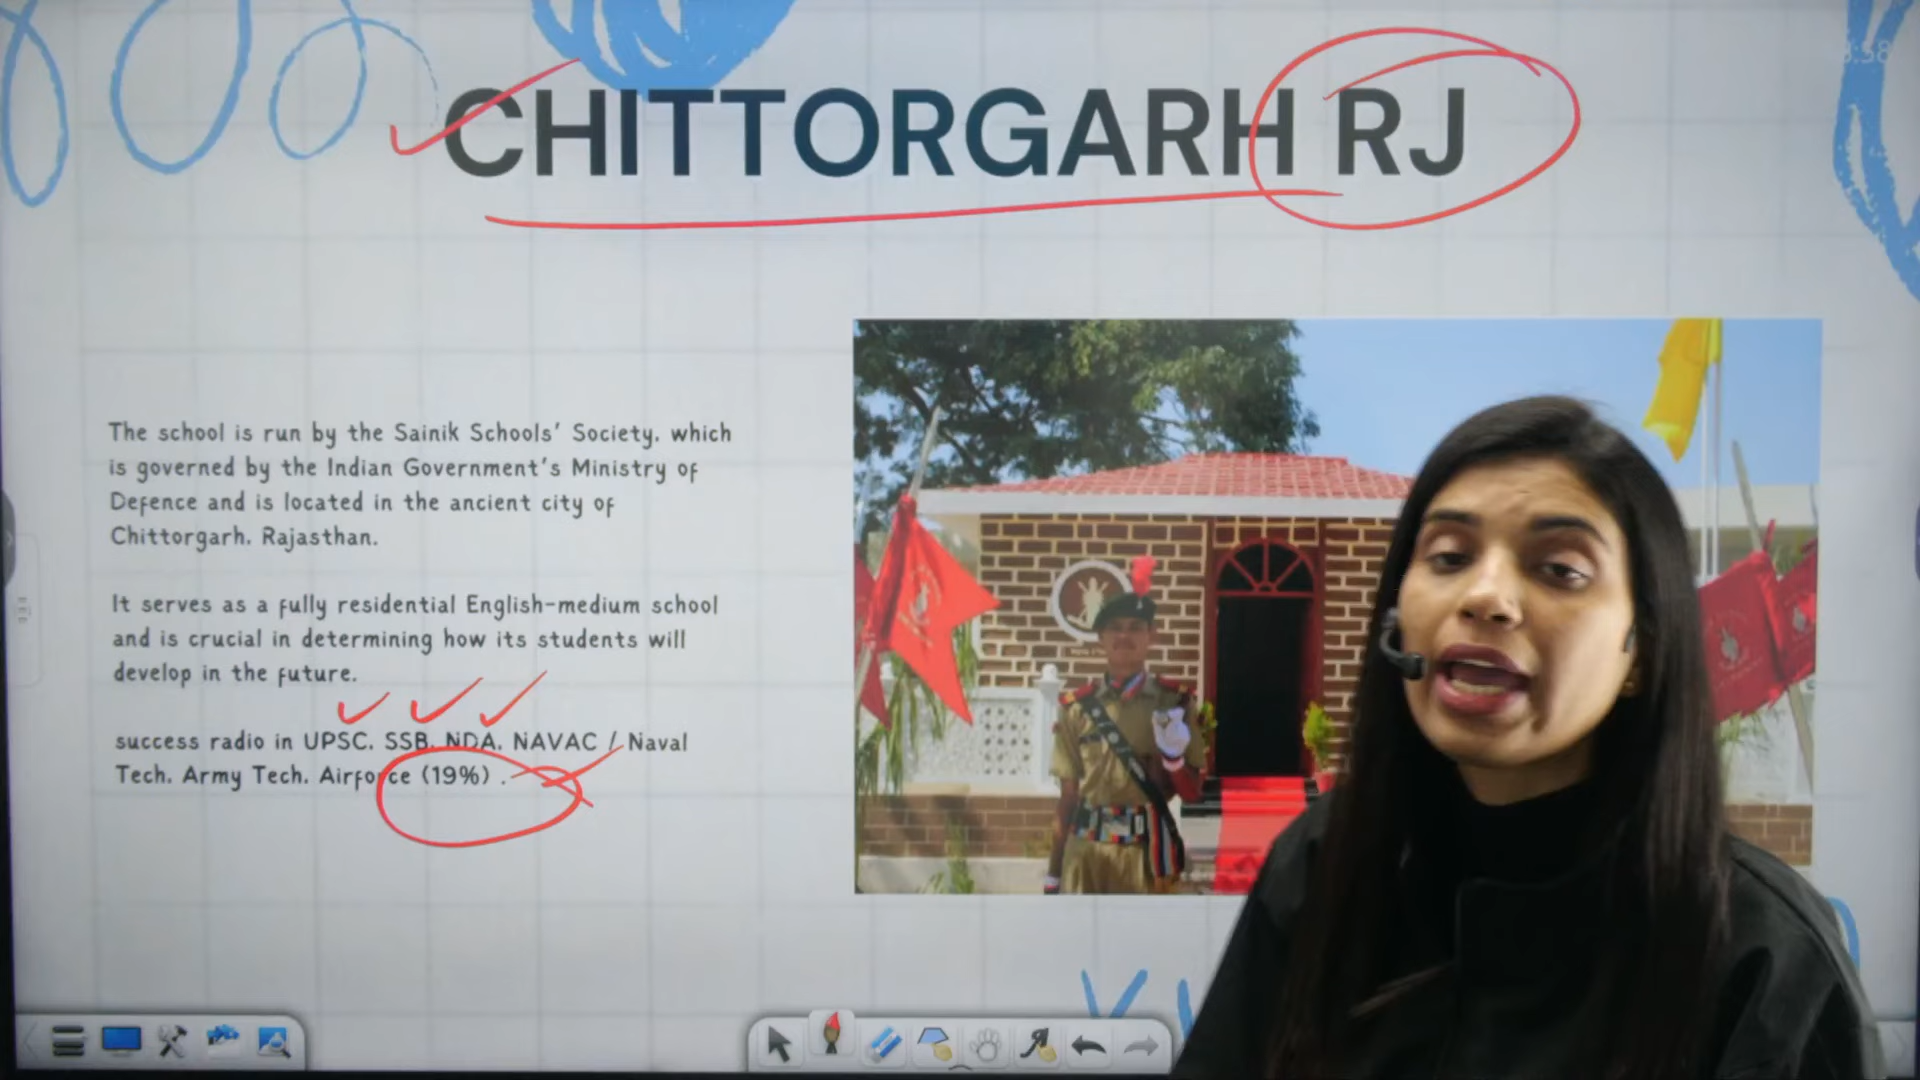 CHITTORGARH RJ
The school is run by the Sainik Schools' Society, which
is governed by the Indian Government's Ministry of
Defence and is located in the ancient city of
Chittorgarh, Rajasthan.
It serves as a fully residential English-medium school
and is crucial in determining how its students will
develop in the future.
success radio in UPSC, SSB, NDA, NAVAC / Naval
Tech, Army Tech, Airforce (19%) .